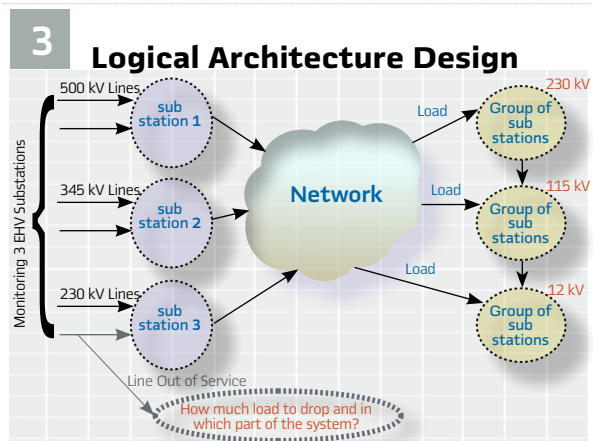 3
Logical Architecture Design
Monitoring 3 EHV Substations
500 kV Lines
sub
station 1
345 kV Lines
sub
station 2
230 kV Lines
sub
station 3
Line Out of Service
How much load to drop and in
which part of the system?
Network
Load
Load
Load
230 kV
Group of
sub
stations
115 kV
Group of
sub
stations
12 kV
Group of
sub
stations